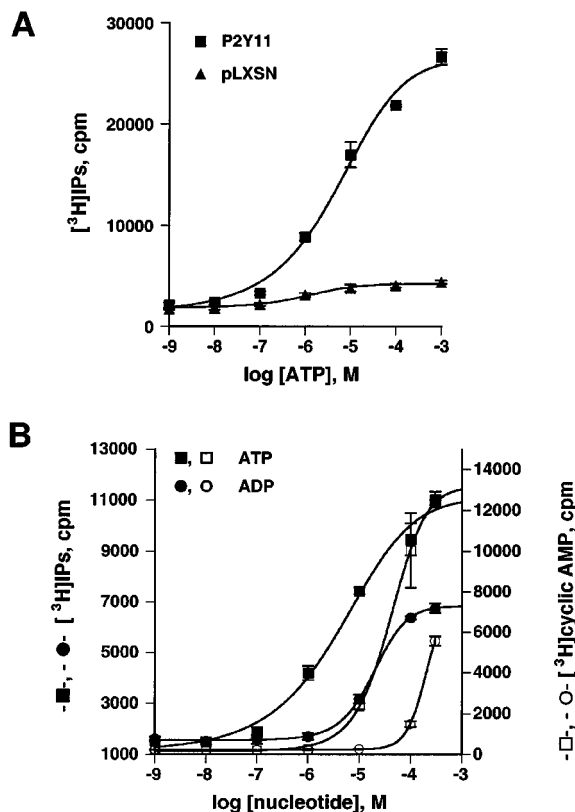 A
P2Y11
pLXSN
[³H]IPs, cpm
30000
20000
10000
0
-9 -8 -7 -6 -5 -4 -3
log [ATP], M
B
ATP
ADP
-■-, -●- [³H]IPs, cpm
13000
11000
9000
7000
5000
3000
1000
14000
12000
10000
8000
6000
4000
2000
0
-□-, -○- [³H]cyclic AMP, cpm
-9 -8 -7 -6 -5 -4 -3
log [nucleotide], M